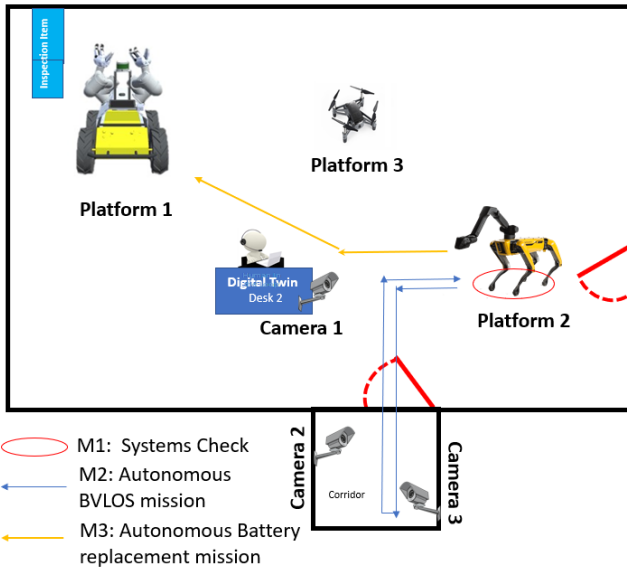 Inspection Item
Platform 1
Platform 3
Platform 2
Digital Twin
Desk 2
Camera 1
Camera 2
Camera 3
Corridor
M1: Systems Check
M2: Autonomous
BVLOS mission
M3: Autonomous Battery
replacement mission